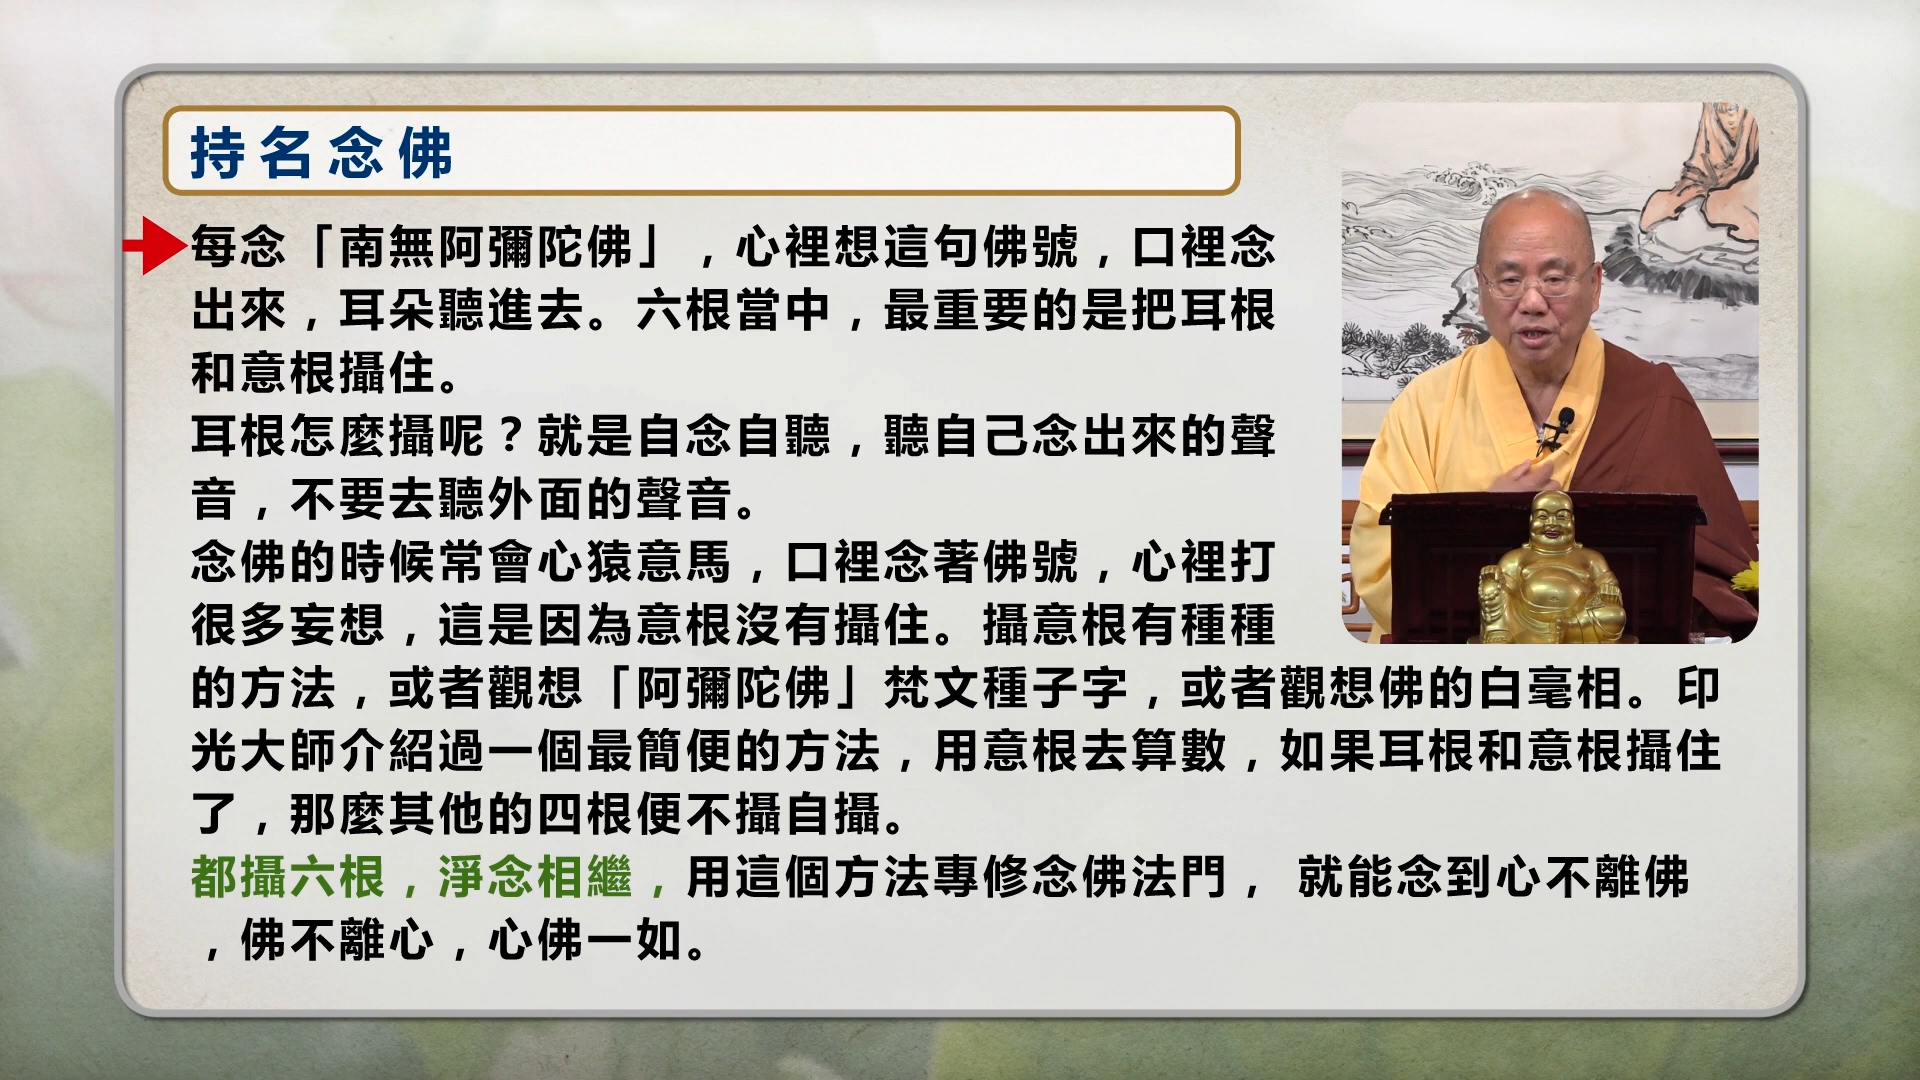 持名念佛
每念「南無阿彌陀佛」，心裡想這句佛號，口裡念
出來，耳朵聽進去。六根當中，最重要的是把耳根
和意根攝住。
耳根怎麼攝呢？就是自念自聽，聽自己念出來的聲
音，不要去聽外面的聲音。
念佛的時候常會心猿意馬，口裡念著佛號，心裡打
很多妄想，這是因為意根沒有攝住。攝意根有種種
的方法，或者觀想「阿彌陀佛」梵文種子字，或者觀想佛的白毫相。印
光大師介紹過一個最簡便的方法，用意根去算數，如果耳根和意根攝住
了，那麼其他的四根便不攝自攝。
都攝六根，淨念相繼，用這個方法專修念佛法門， 就能念到心不離佛
，佛不離心，心佛一如。